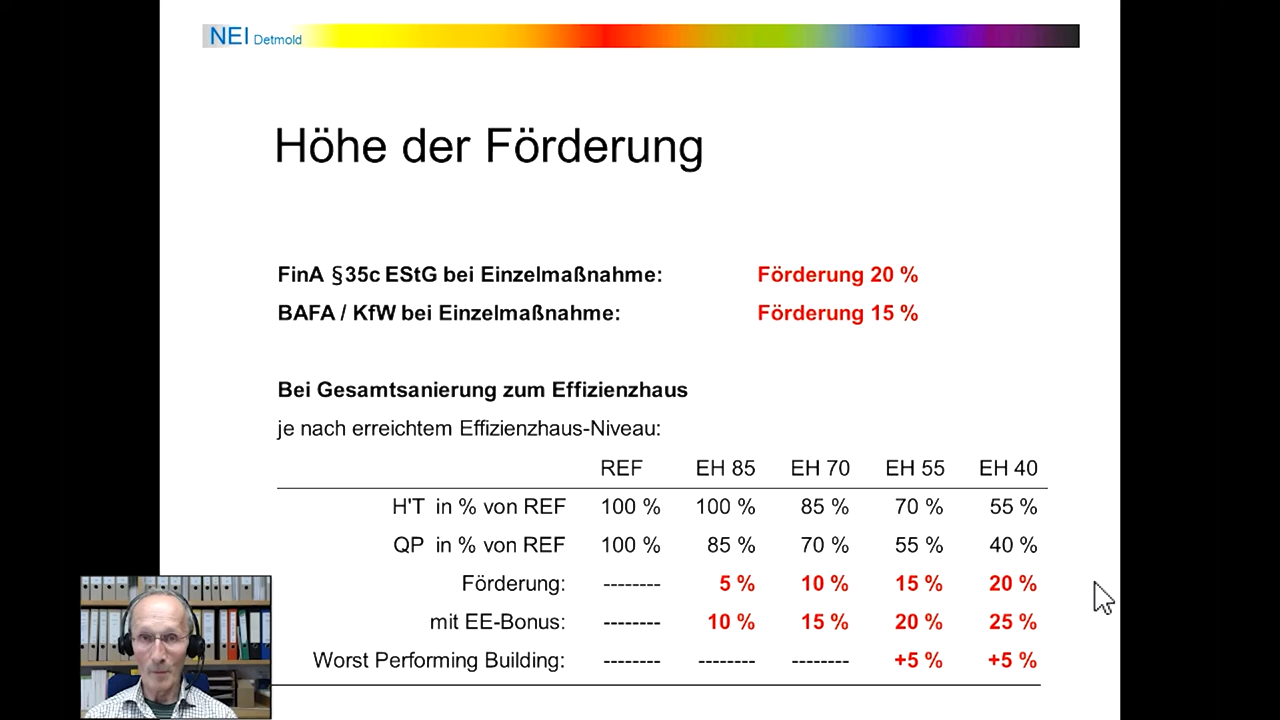 NEI Detmold
Höhe der Förderung
FinA §35c EStG bei Einzelmaßnahme: Förderung 20 %
BAFA / KfW bei Einzelmaßnahme: Förderung 15 %
Bei Gesamtsanierung zum Effizienzhaus
je nach erreichtem Effizienzhaus-Niveau:
REF EH 85 EH 70 EH 55 EH 40
H'T in % von REF 100 % 100 % 85 % 70 % 55 %
QP in % von REF 100 % 85 % 70 % 55 % 40 %
Förderung: -------- 5 % 10 % 15 % 20 %
mit EE-Bonus: -------- 10 % 15 % 20 % 25 %
Worst Performing Building: -------- -------- -------- +5 % +5 %